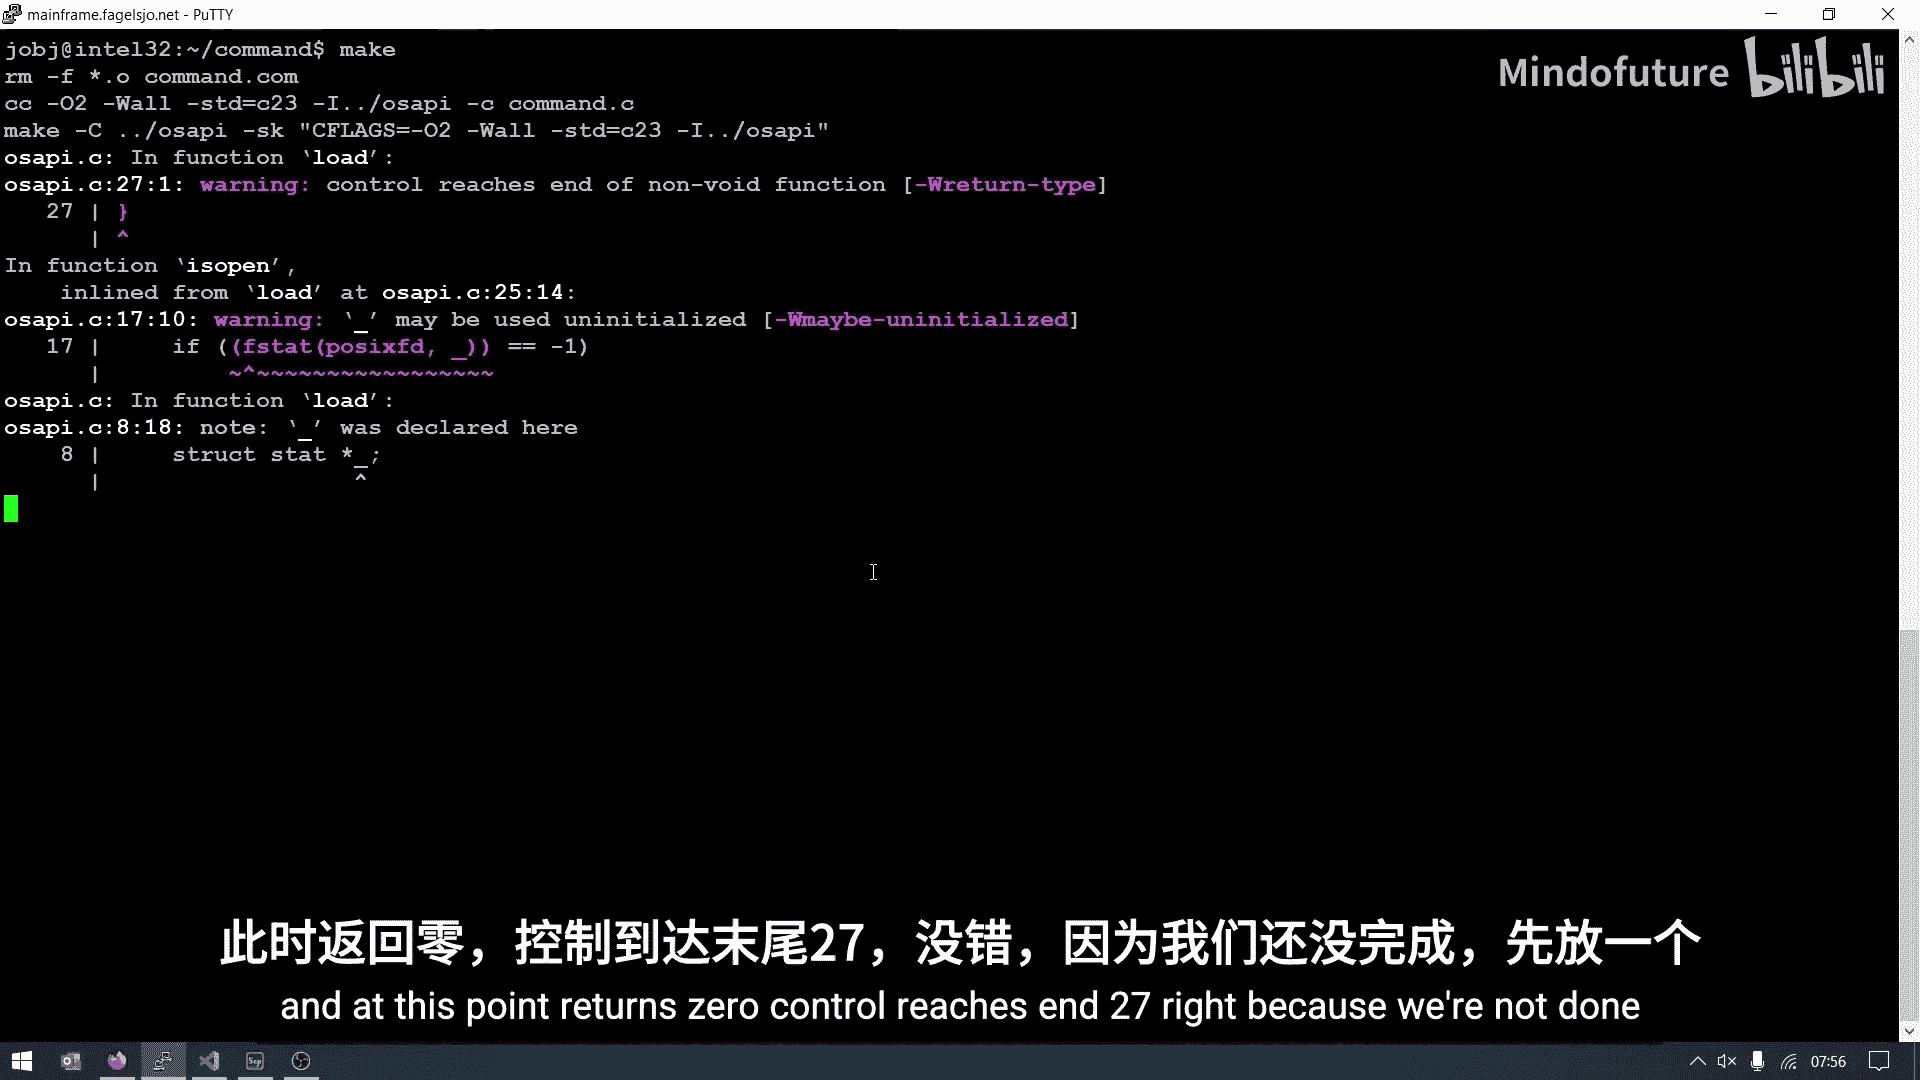 mainframe.fagelsjo.net - PuTTY
jobj@intel32:~/command$ make
rm -f *.o command.com
cc -O2 -Wall -std=c23 -I../osapi -c command.c
make -C ../osapi -sk "CFLAGS=-O2 -Wall -std=c23 -I../osapi"
osapi.c: In function ‘load’:
osapi.c:27:1: warning: control reaches end of non-void function [-Wreturn-type]
   27 | }
      | ^
In function ‘isopen’,
    inlined from ‘load’ at osapi.c:25:14:
osapi.c:17:10: warning: ‘_’ may be used uninitialized [-Wmaybe-uninitialized]
   17 |     if ((fstat(posixfd, _)) == -1)
      |         ~^~~~~~~~~~~~~~~~~~
osapi.c: In function ‘load’:
osapi.c:8:18: note: ‘_’ was declared here
    8 |     struct stat *_;
      |                  ^
Mindofuture bilibili
此时返回零，控制到达末尾27，没错，因为我们还没完成，先放一个
and at this point returns zero control reaches end 27 right because we're not done
07:56